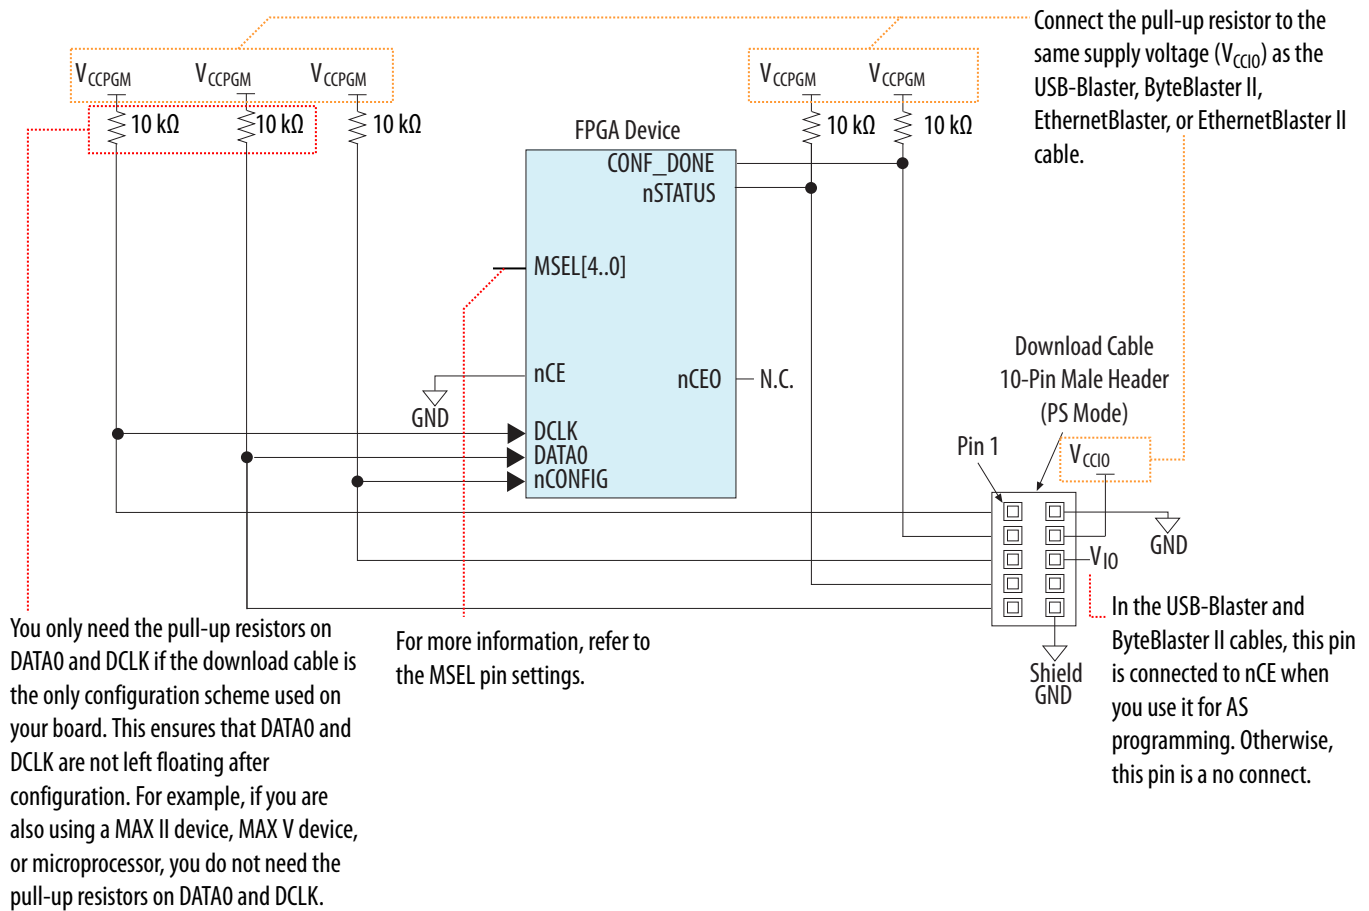 Connect the pull-up resistor to the
same supply voltage (VCCIO) as the
USB-Blaster, ByteBlaster II,
EthernetBlaster, or EthernetBlaster II
cable.
VCCPGM
VCCPGM
VCCPGM
VCCPGM
VCCPGM
10 kΩ
10 kΩ
10 kΩ
10 kΩ
10 kΩ
FPGA Device
CONF_DONE
nSTATUS
MSEL[4..0]
nCE
nCEO
N.C.
GND
DCLK
DATA0
nCONFIG
Download Cable
10-Pin Male Header
(PS Mode)
Pin 1
VCCIO
GND
VIO
Shield
GND
In the USB-Blaster and
ByteBlaster II cables, this pin
is connected to nCE when
you use it for AS
programming. Otherwise,
this pin is a no connect.
You only need the pull-up resistors on
DATA0 and DCLK if the download cable is
the only configuration scheme used on
your board. This ensures that DATA0 and
DCLK are not left floating after
configuration. For example, if you are
also using a MAX II device, MAX V device,
or microprocessor, you do not need the
pull-up resistors on DATA0 and DCLK.
For more information, refer to
the MSEL pin settings.